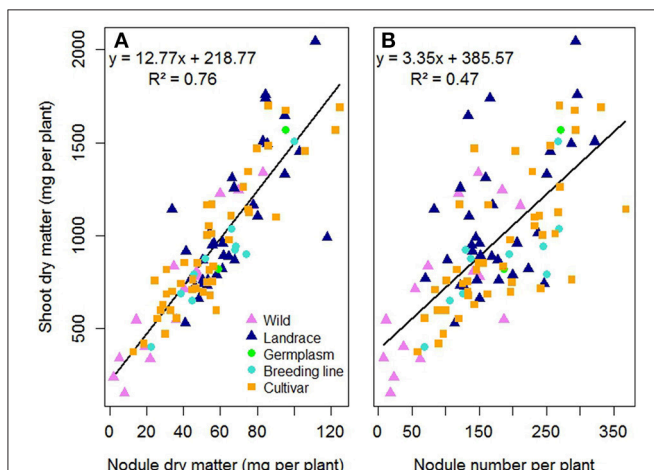 A
y = 12.77x + 218.77
R² = 0.76
B
y = 3.35x + 385.57
R² = 0.47
Shoot dry matter (mg per plant)
2000
1500
1000
500
Wild
Landrace
Germplasm
Breeding line
Cultivar
0 20 40 60 80 120
0 50 150 250 350
Nodule dry matter (mg per plant)
Nodule number per plant